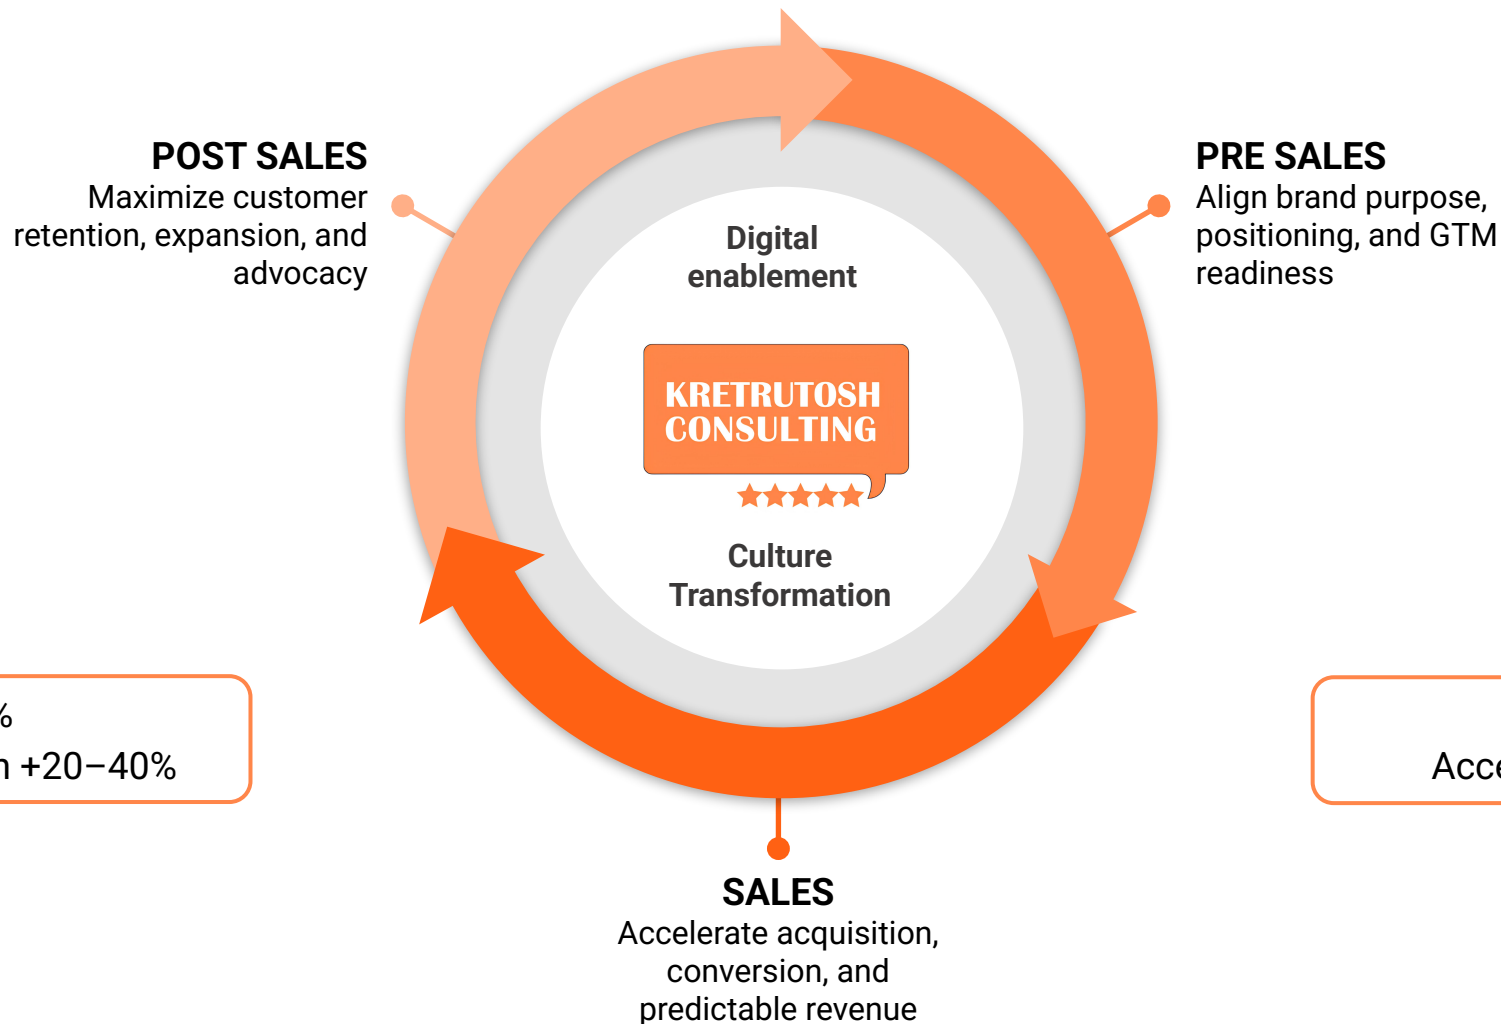 POST SALES
Maximize customer
retention, expansion, and
advocacy
PRE SALES
Align brand purpose,
positioning, and GTM
readiness
Digital
enablement
KRETRUTOSH
CONSULTING
Culture
Transformation
%
+20–40%
SALES
Accelerate acquisition,
conversion, and
predictable revenue